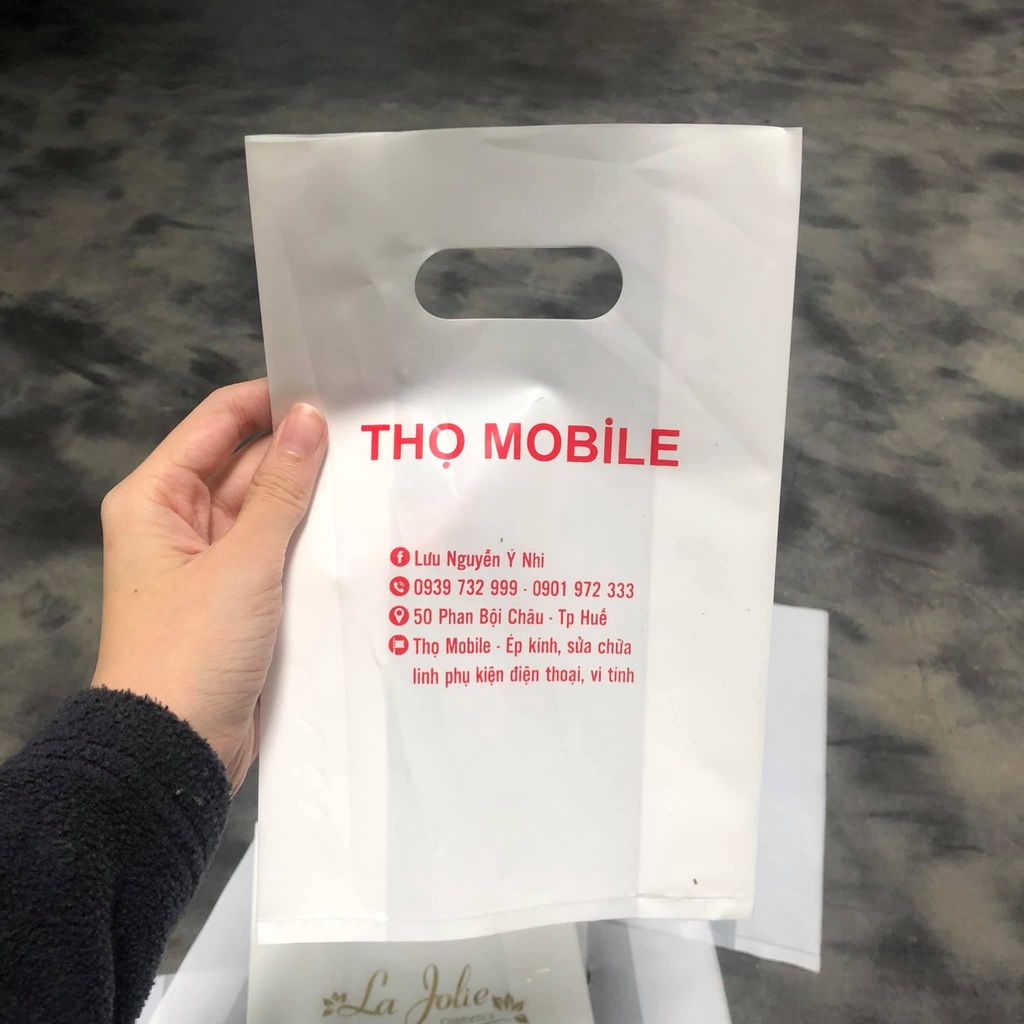 THỌ MOBİLE
Lưu Nguyễn Ý Nhi
0939 732 999 - 0901 972 333
50 Phan Bội Châu - Tp Huế
Thọ Mobile - Ép kính, sửa chữa
linh phụ kiện điện thoại, vi tính
La Jolie
cosmetics